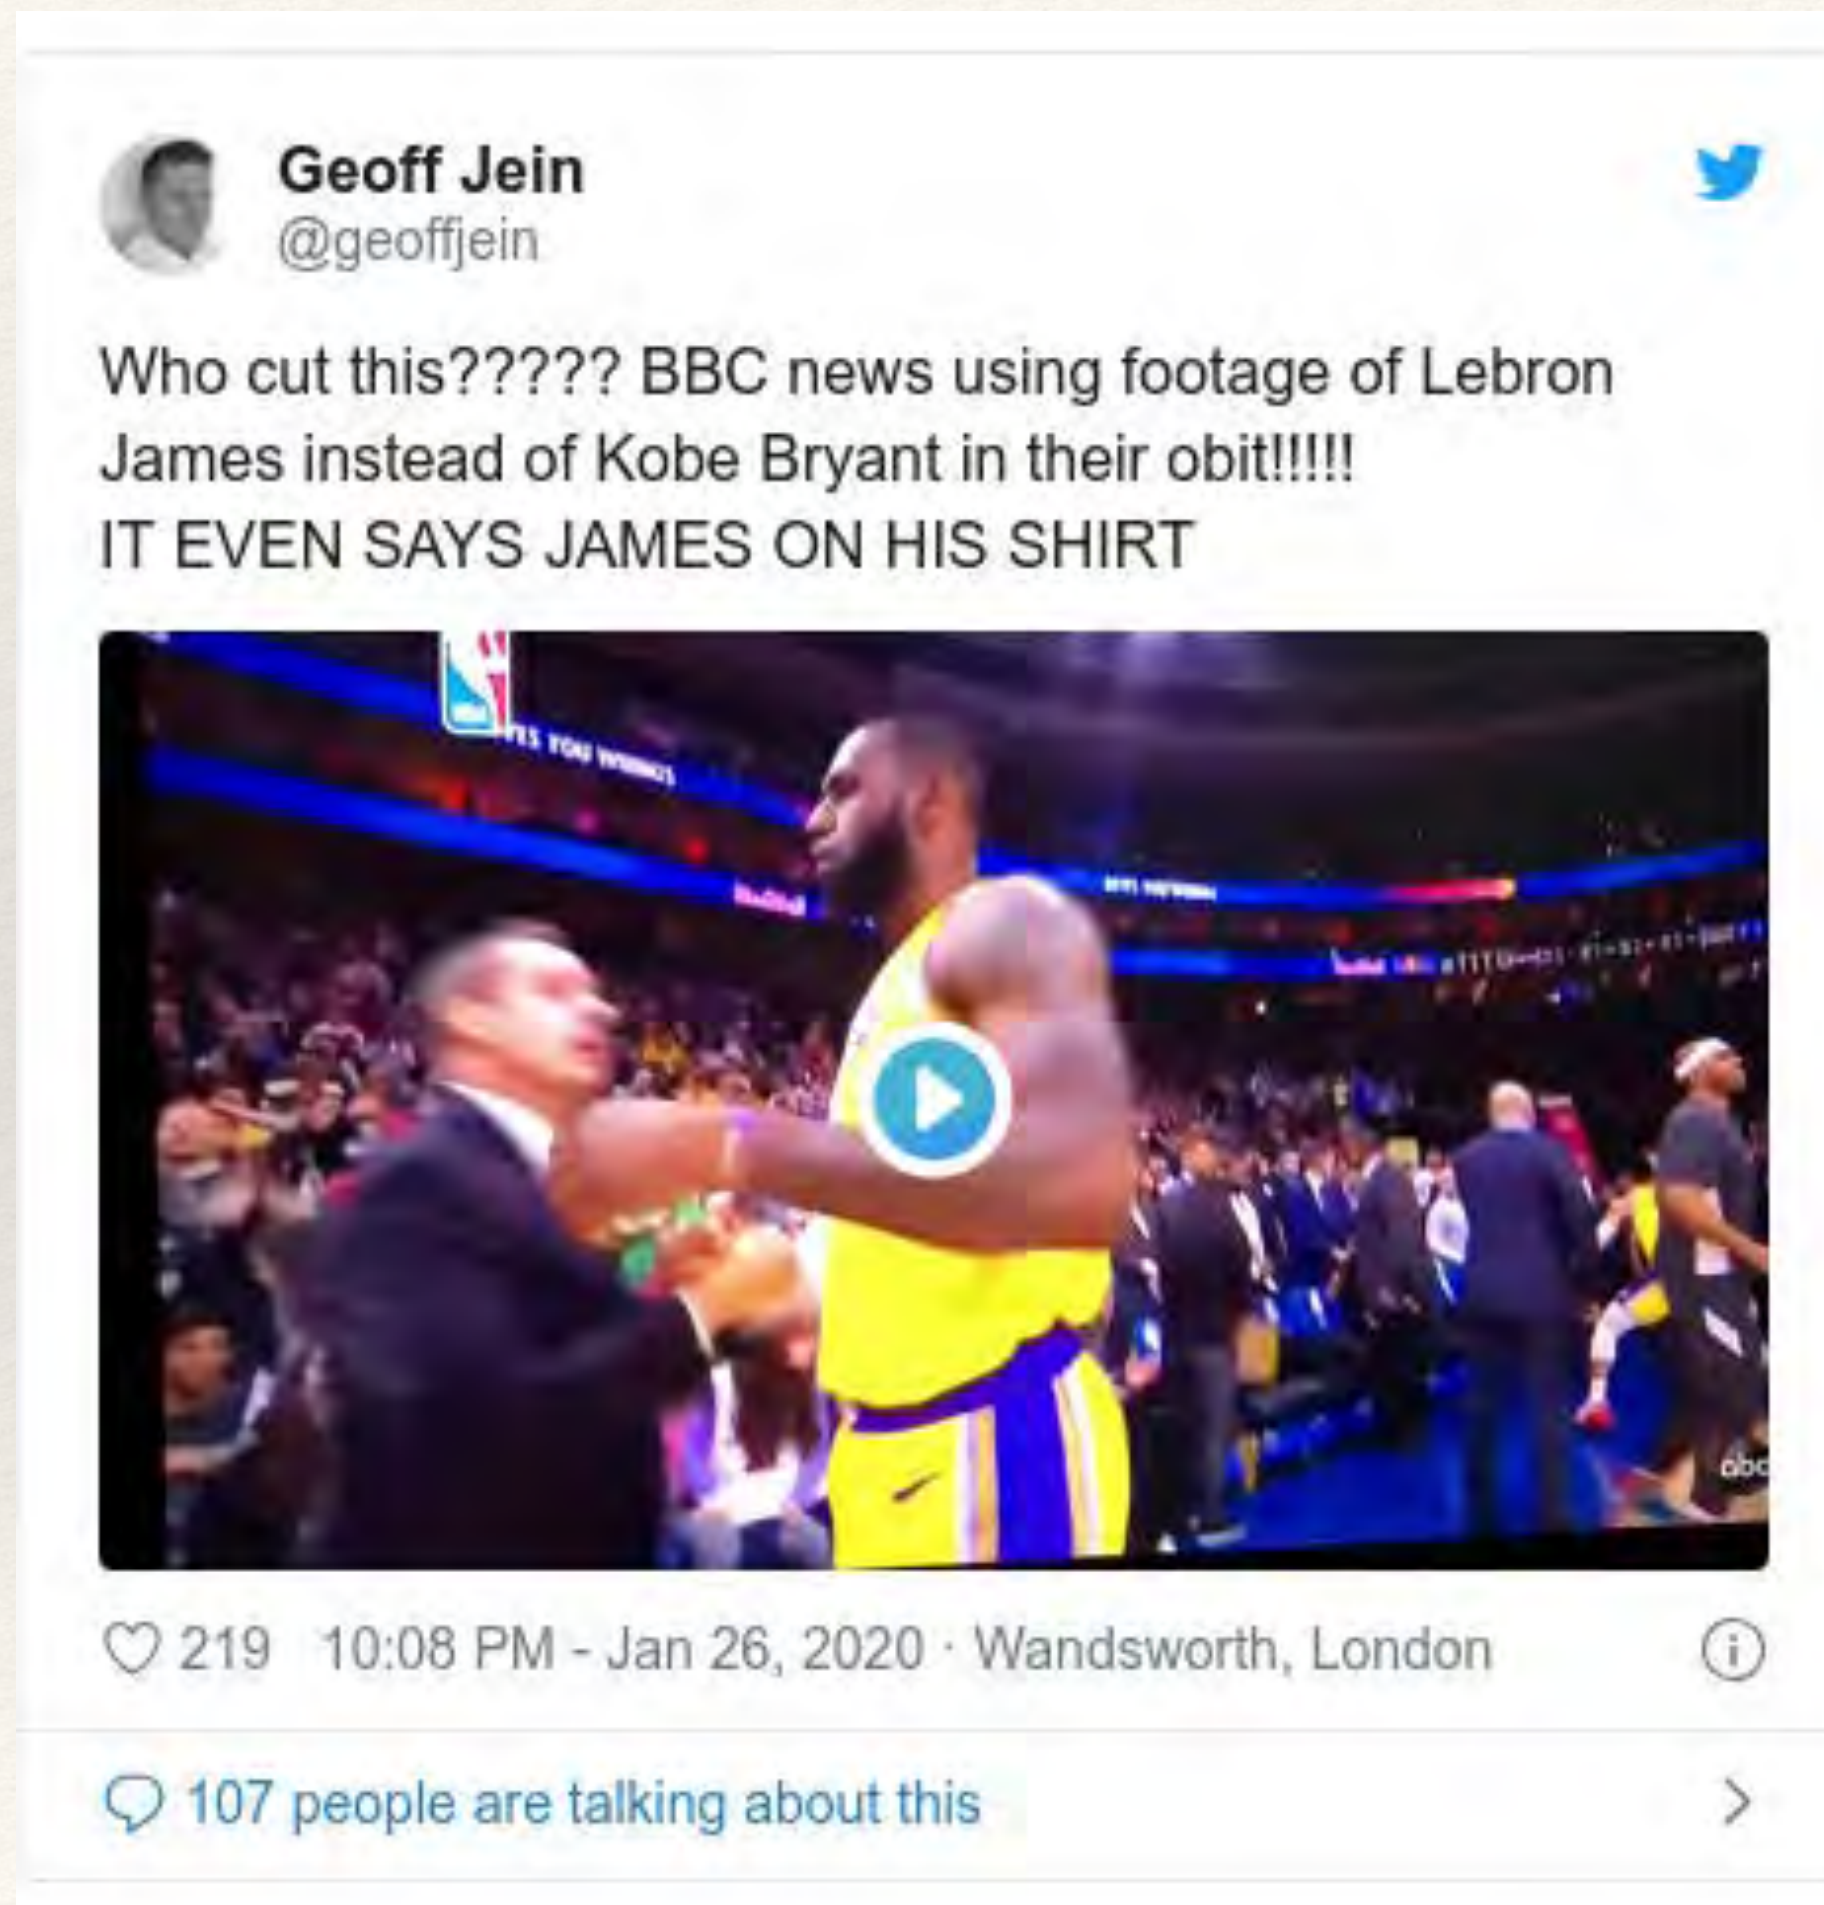 Geoff Jein
@geoffjein
Who cut this????? BBC news using footage of Lebron
James instead of Kobe Bryant in their obit!!!!!
IT EVEN SAYS JAMES ON HIS SHIRT
YOU WINGS
abc
219 10:08 PM - Jan 26, 2020 · Wandsworth, London
107 people are talking about this